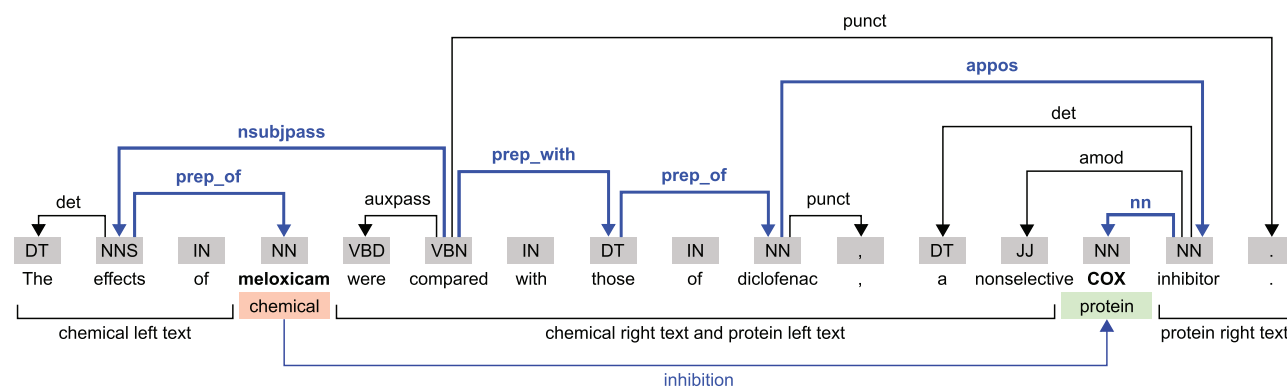 punct
appos
det
nsubjpass
prep_with
amod
prep_of
prep_of
det
auxpass
punct
nn
DT NNS IN NN VBD VBN IN DT IN NN , DT JJ NN NN .
The effects of meloxicam were compared with those of diclofenac , a nonselective COX inhibitor .
chemical protein
chemical left text chemical right text and protein left text protein right text
inhibition